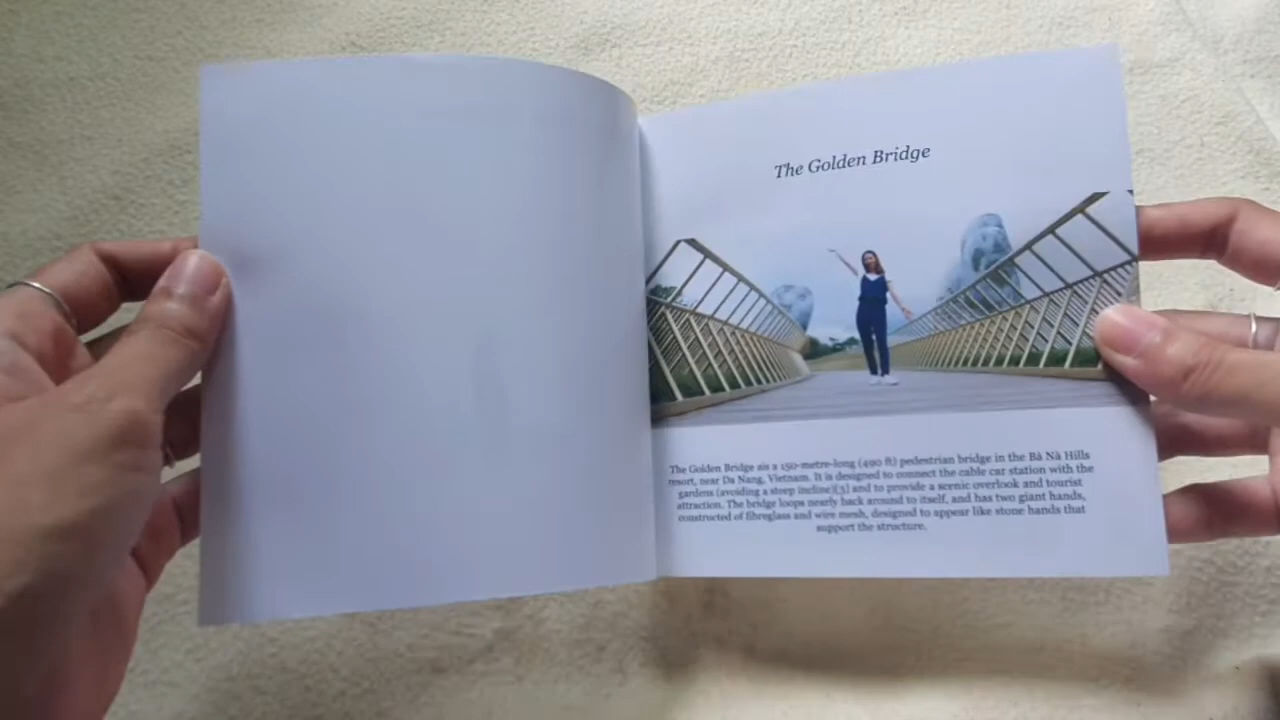 The Golden Bridge
The Golden Bridge ais a 150-metre-long (490 ft) pedestrian bridge in the Bà Nà Hills
resort, near Da Nang, Vietnam. It is designed to connect the cable car station with the
gardens (avoiding a steep incline)[3] and to provide a scenic overlook and tourist
attraction. The bridge loops nearly back around to itself, and has two giant hands,
constructed of fibreglass and wire mesh, designed to appear like stone hands that
support the structure.